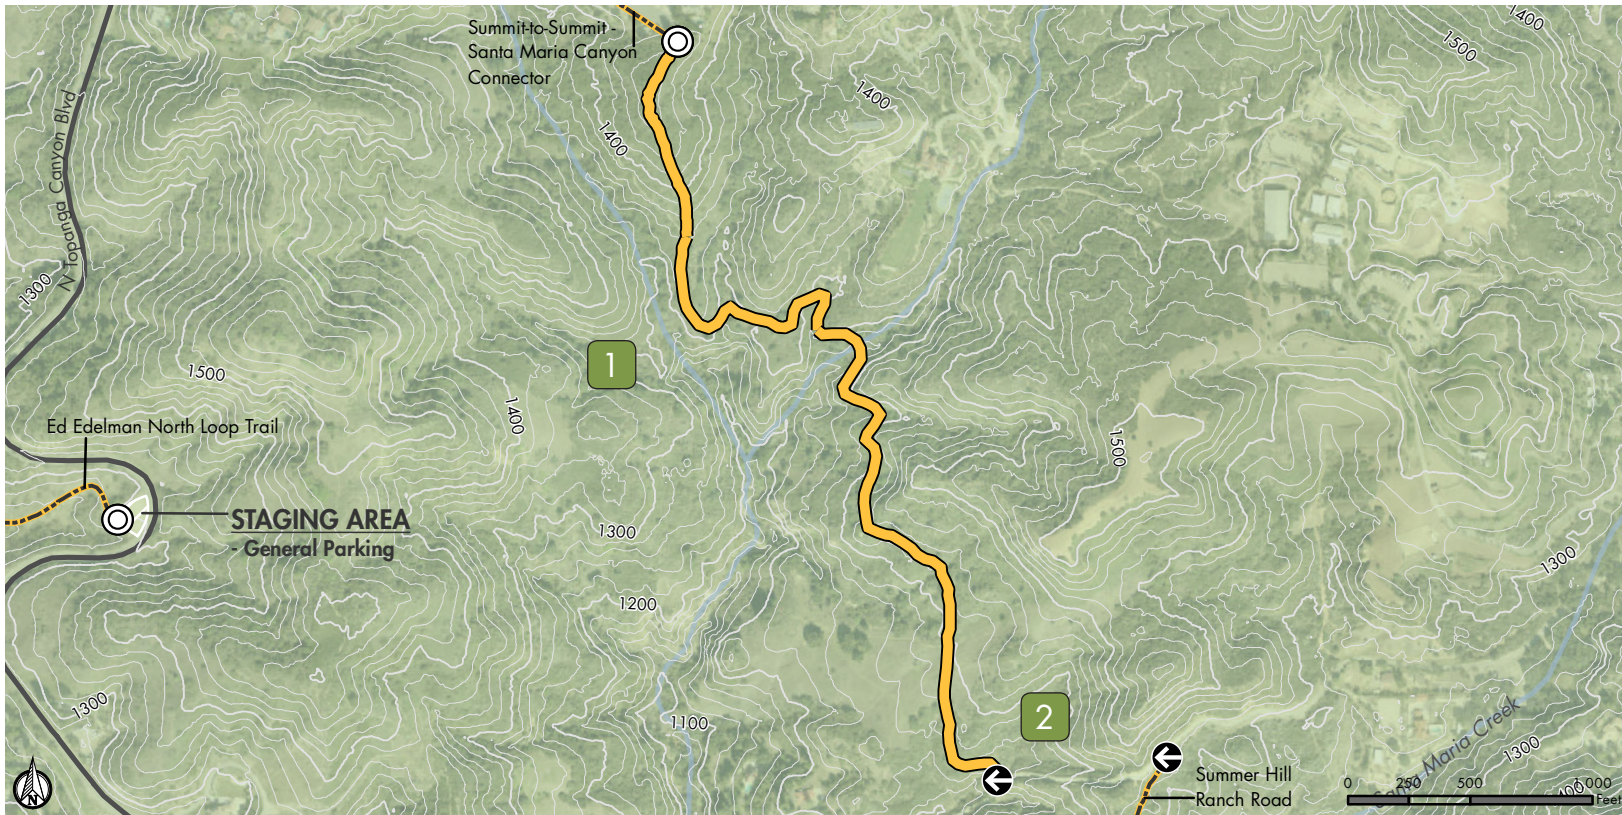 Summit-to-Summit -
Santa Maria Canyon
Connector
1400
1500
1400
1400
N Topanga Canyon Blvd
1300
1
1500
1400
Ed Edelman North Loop Trail
1500
STAGING AREA
- General Parking
1300
1300
1200
1300
1100
2
Santa Maria Creek
1300
Summer Hill
Ranch Road
0 250 500 1000
Feet
1400
N